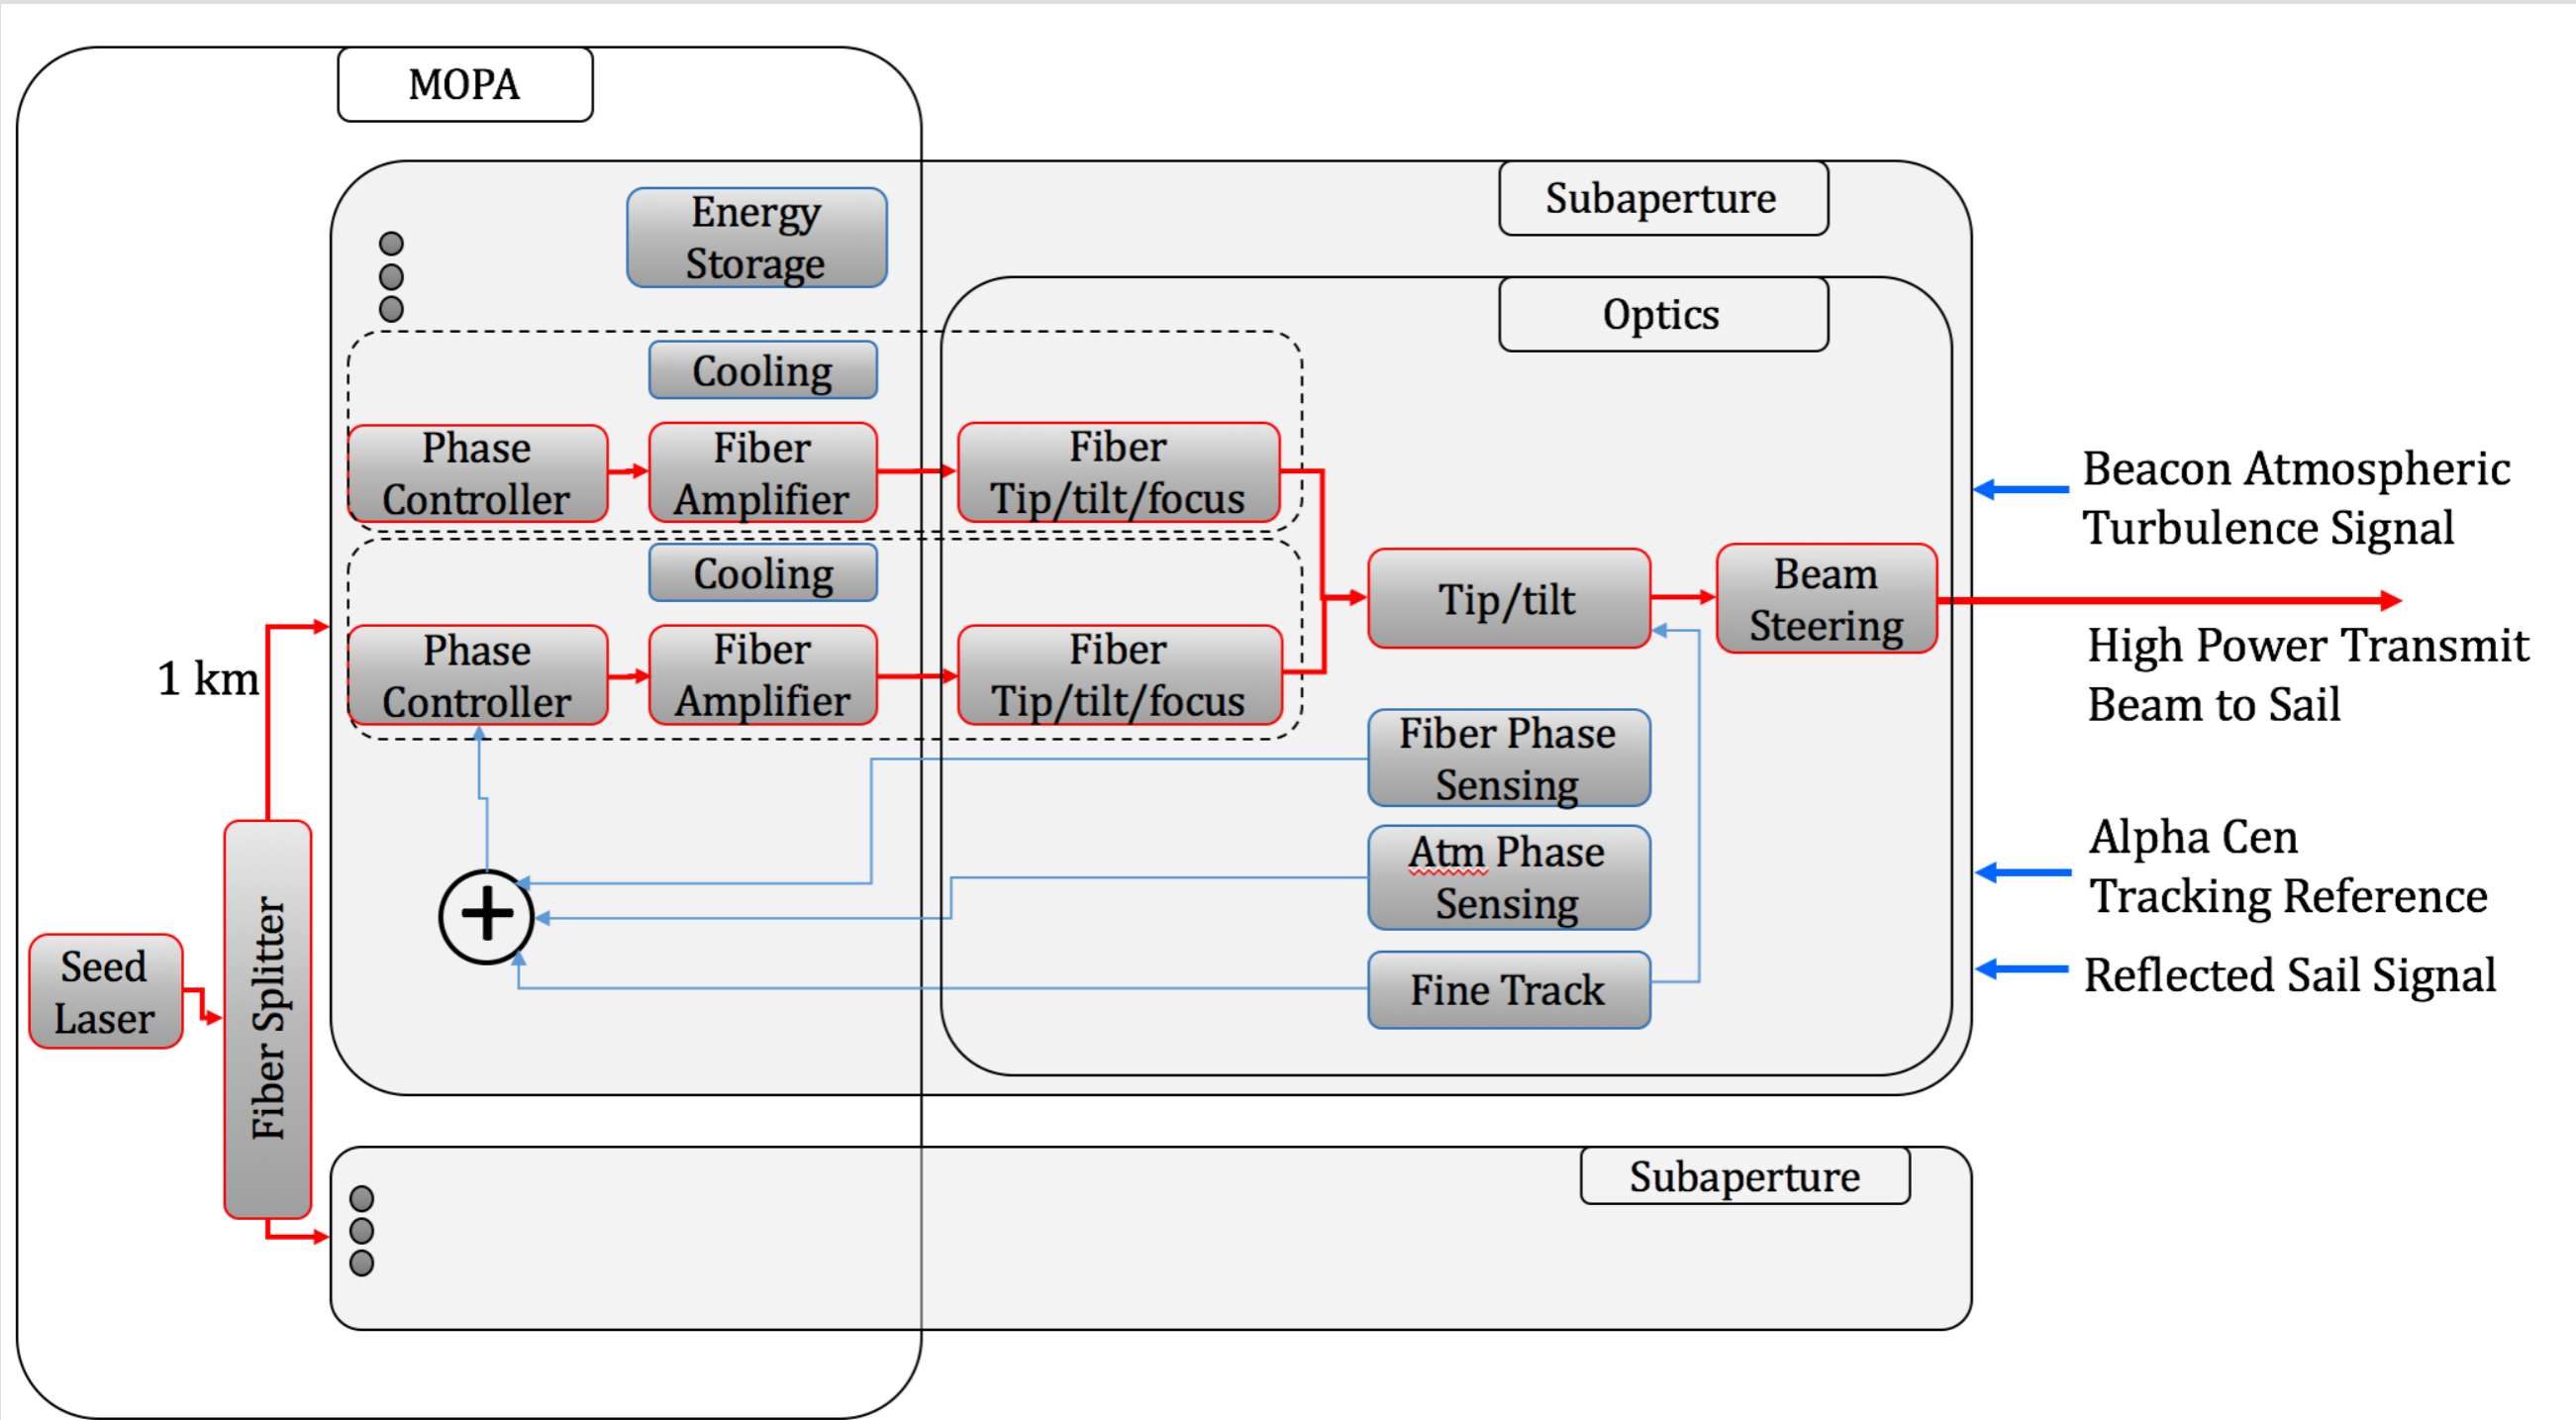 MOPA
Subaperture
Energy
Storage
Optics
Cooling
Phase
Controller
Fiber
Amplifier
Fiber
Tip/tilt/focus
Cooling
Phase
Controller
Fiber
Amplifier
Fiber
Tip/tilt/focus
Tip/tilt
Beam
Steering
Beacon Atmospheric
Turbulence Signal
High Power Transmit
Beam to Sail
1 km
Fiber Phase
Sensing
Atm Phase
Sensing
Fine Track
+
Alpha Cen
Tracking Reference
Reflected Sail Signal
Seed
Laser
Fiber Splitter
Subaperture